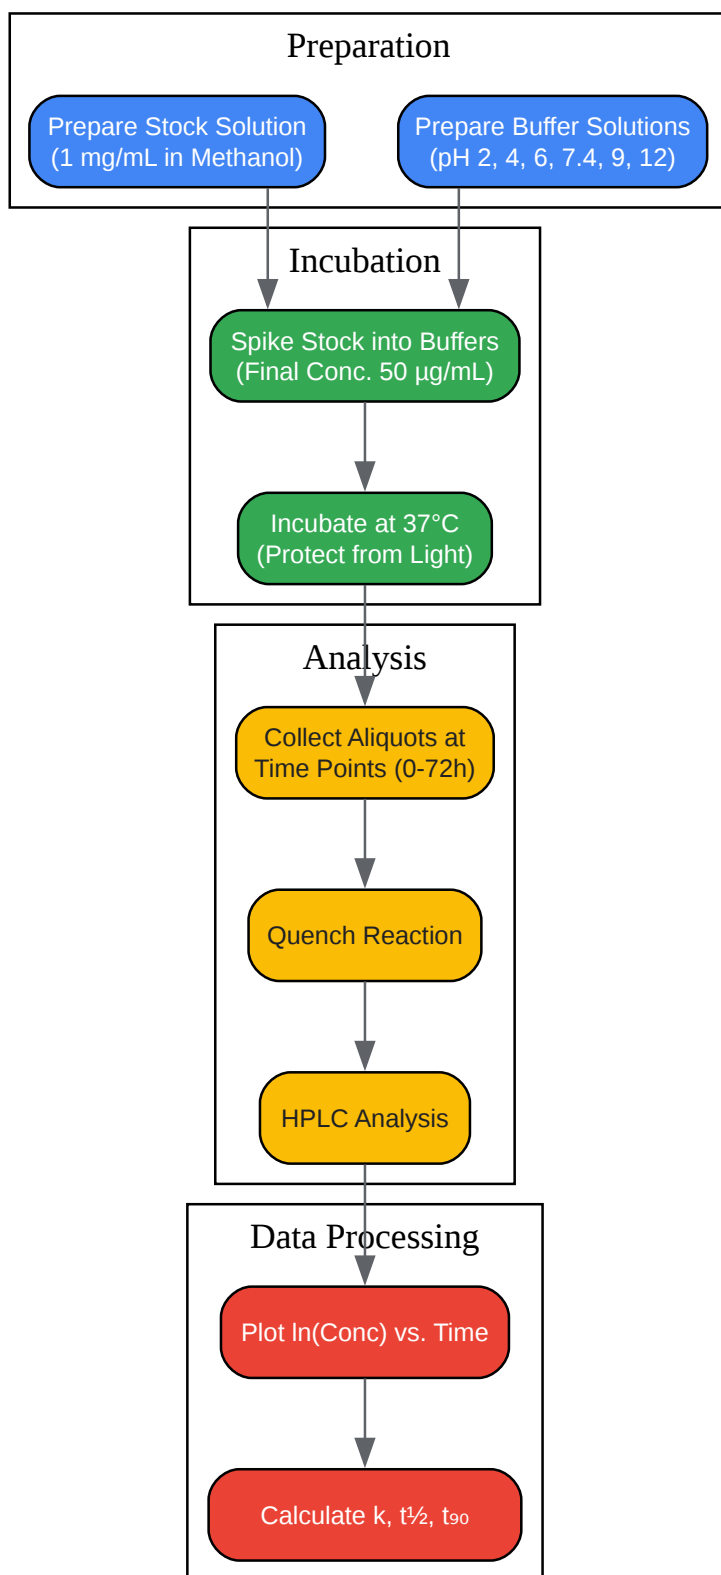 Preparation
Prepare Stock Solution
(1 mg/mL in Methanol)
Prepare Buffer Solutions
(pH 2, 4, 6, 7.4, 9, 12)
Incubation
Spike Stock into Buffers
(Final Conc. 50 µg/mL)
Incubate at 37°C
(Protect from Light)
Analysis
Collect Aliquots at
Time Points (0-72h)
Quench Reaction
HPLC Analysis
Data Processing
Plot ln(Conc) vs. Time
Calculate k, t½, t₉₀